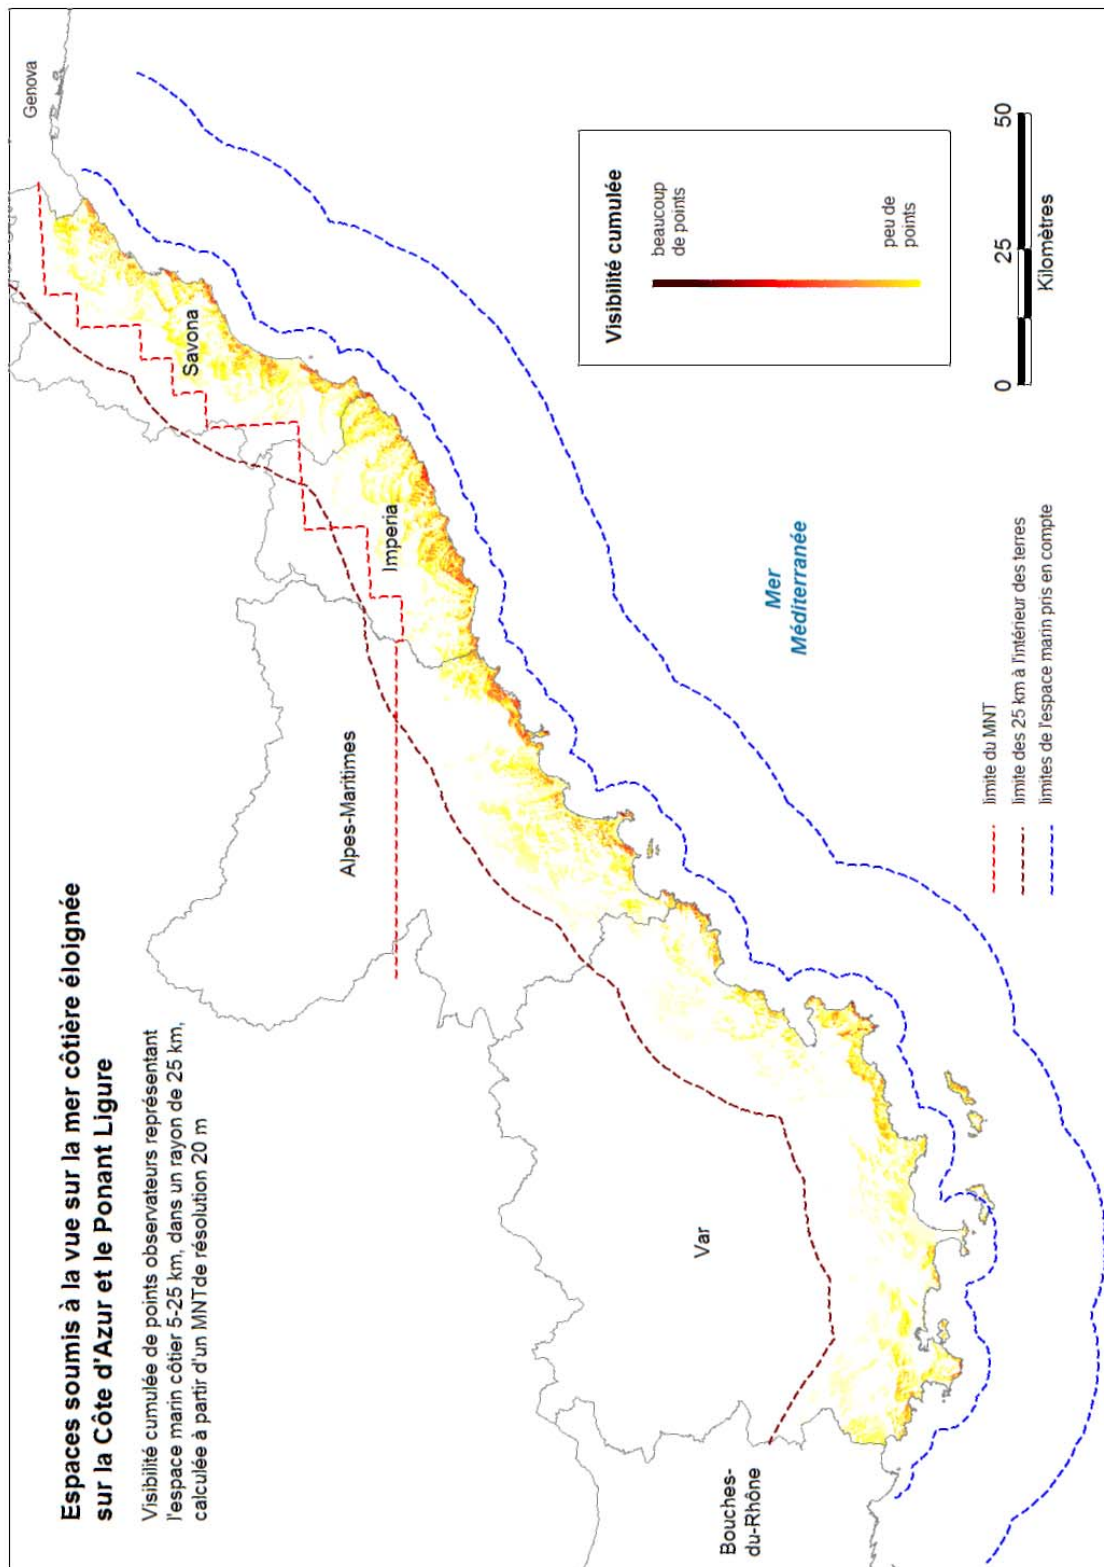 Espaces soumis à la vue sur la mer côtière éloignée
sur la Côte d'Azur et le Ponant Ligure
Visibilité cumulée de points observateurs représentant
l'espace marin côtier 5-25 km, dans un rayon de 25 km,
calculée à partir d'un MNT de résolution 20 m
Genova
Savona
Imperia
Alpes-Maritimes
Var
Bouches-
du-Rhône
Mer
Méditerranée
Visibilité cumulée
beaucoup
de points
peu de
points
limite du MNT
limite des 25 km à l'intérieur des terres
limites de l'espace marin pris en compte
0 25 50
Kilomètres